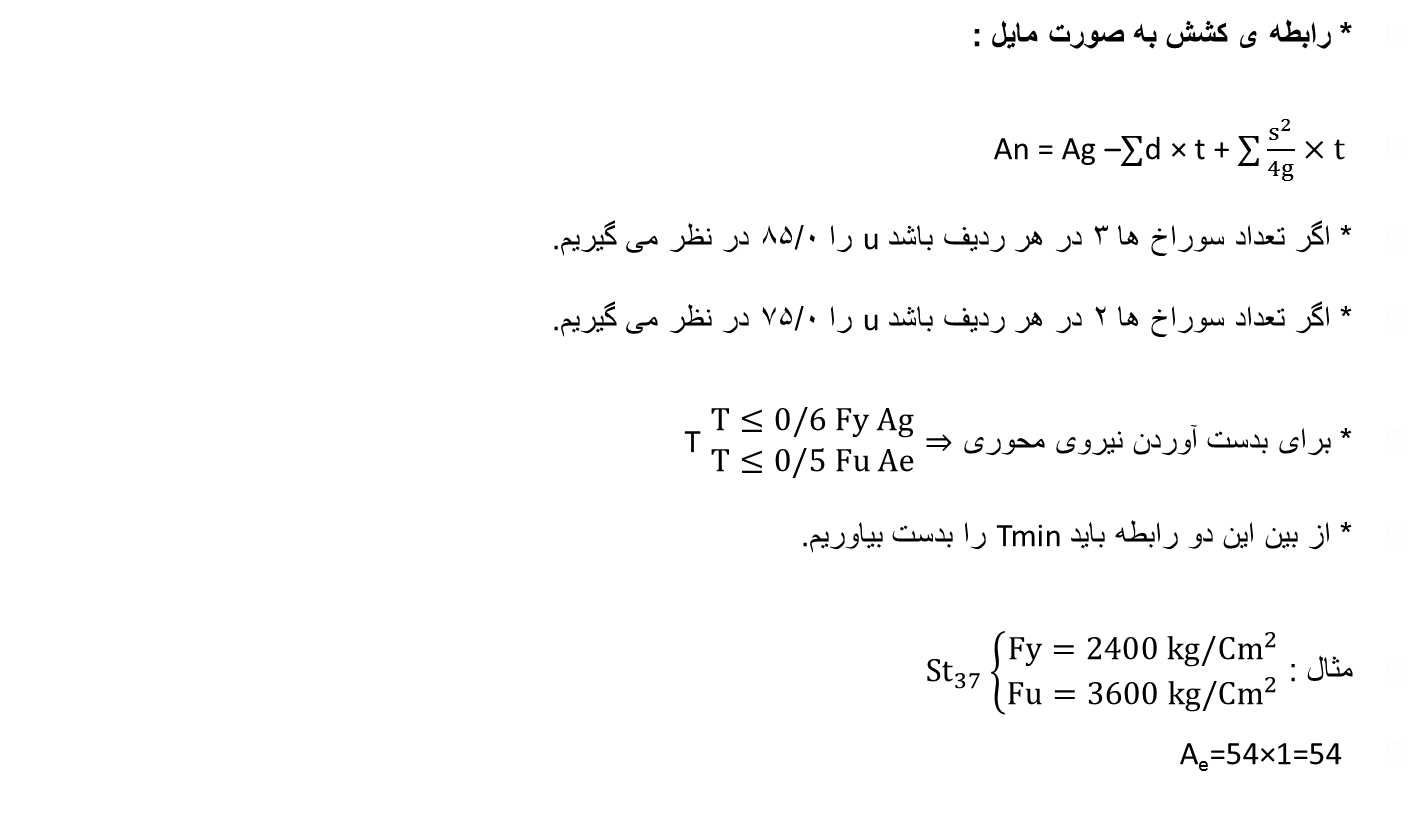 * رابطه ی کشش به صورت مایل :
An = Ag –∑d × t + ∑ s²/4g × t
* اگر تعداد سوراخ ها ۳ در هر ردیف باشد u را ۸۵/۰ در نظر می گیریم.
* اگر تعداد سوراخ ها ۲ در هر ردیف باشد u را ۷۵/۰ در نظر می گیریم.
* برای بدست آوردن نیروی محوری ⇒ T T ≤ 0/6 Fy Ag
T ≤ 0/5 Fu Ae
* از بین این دو رابطه باید Tmin را بدست بیاوریم.
مثال : St₃₇ { Fy = 2400 kg/Cm²
Fu = 3600 kg/Cm²
Aₑ=54×1=54